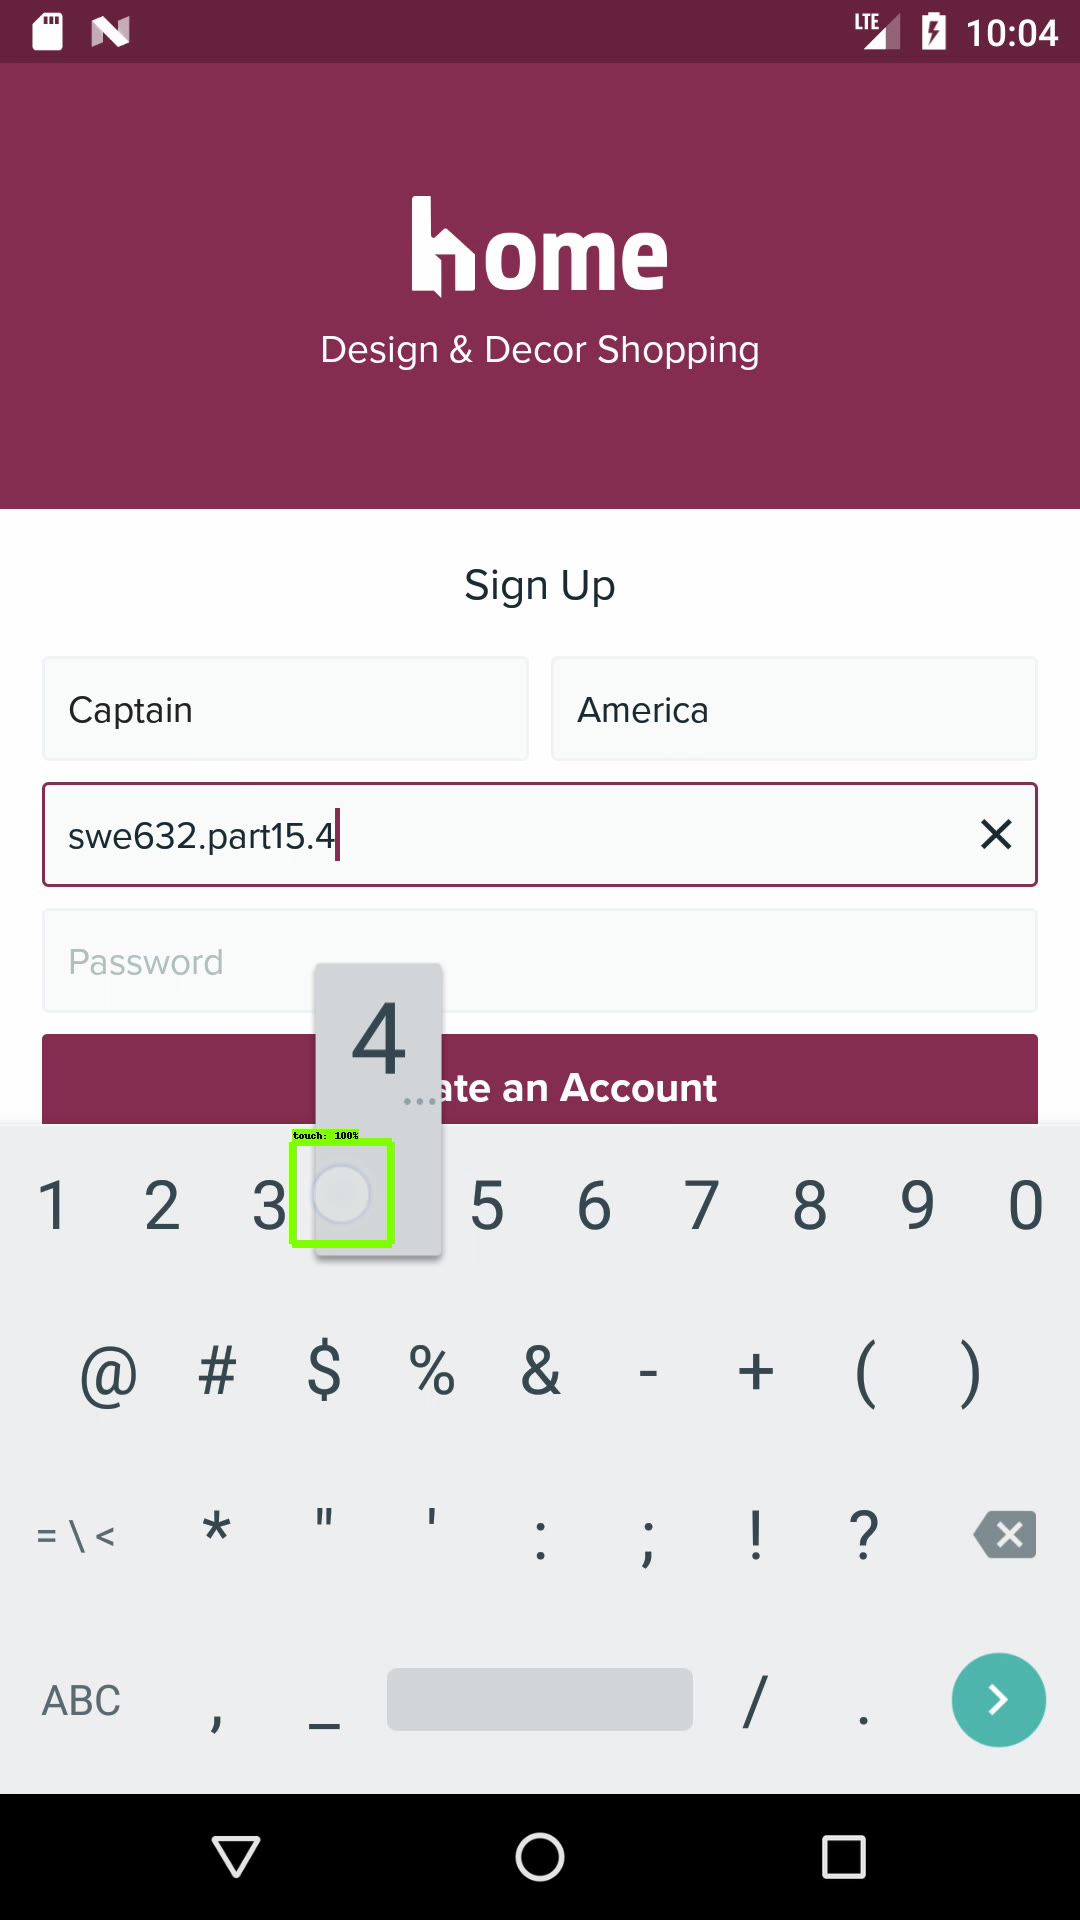 LTE 10:04
home
Design & Decor Shopping
Sign Up
Captain America
swe632.part15.4
Password
4
ate an Account
touch: 100%
1 2 3 5 6 7 8 9 0
@ # $ % & - + ( )
= \ < * " ' : ; ! ?
ABC , _ / .